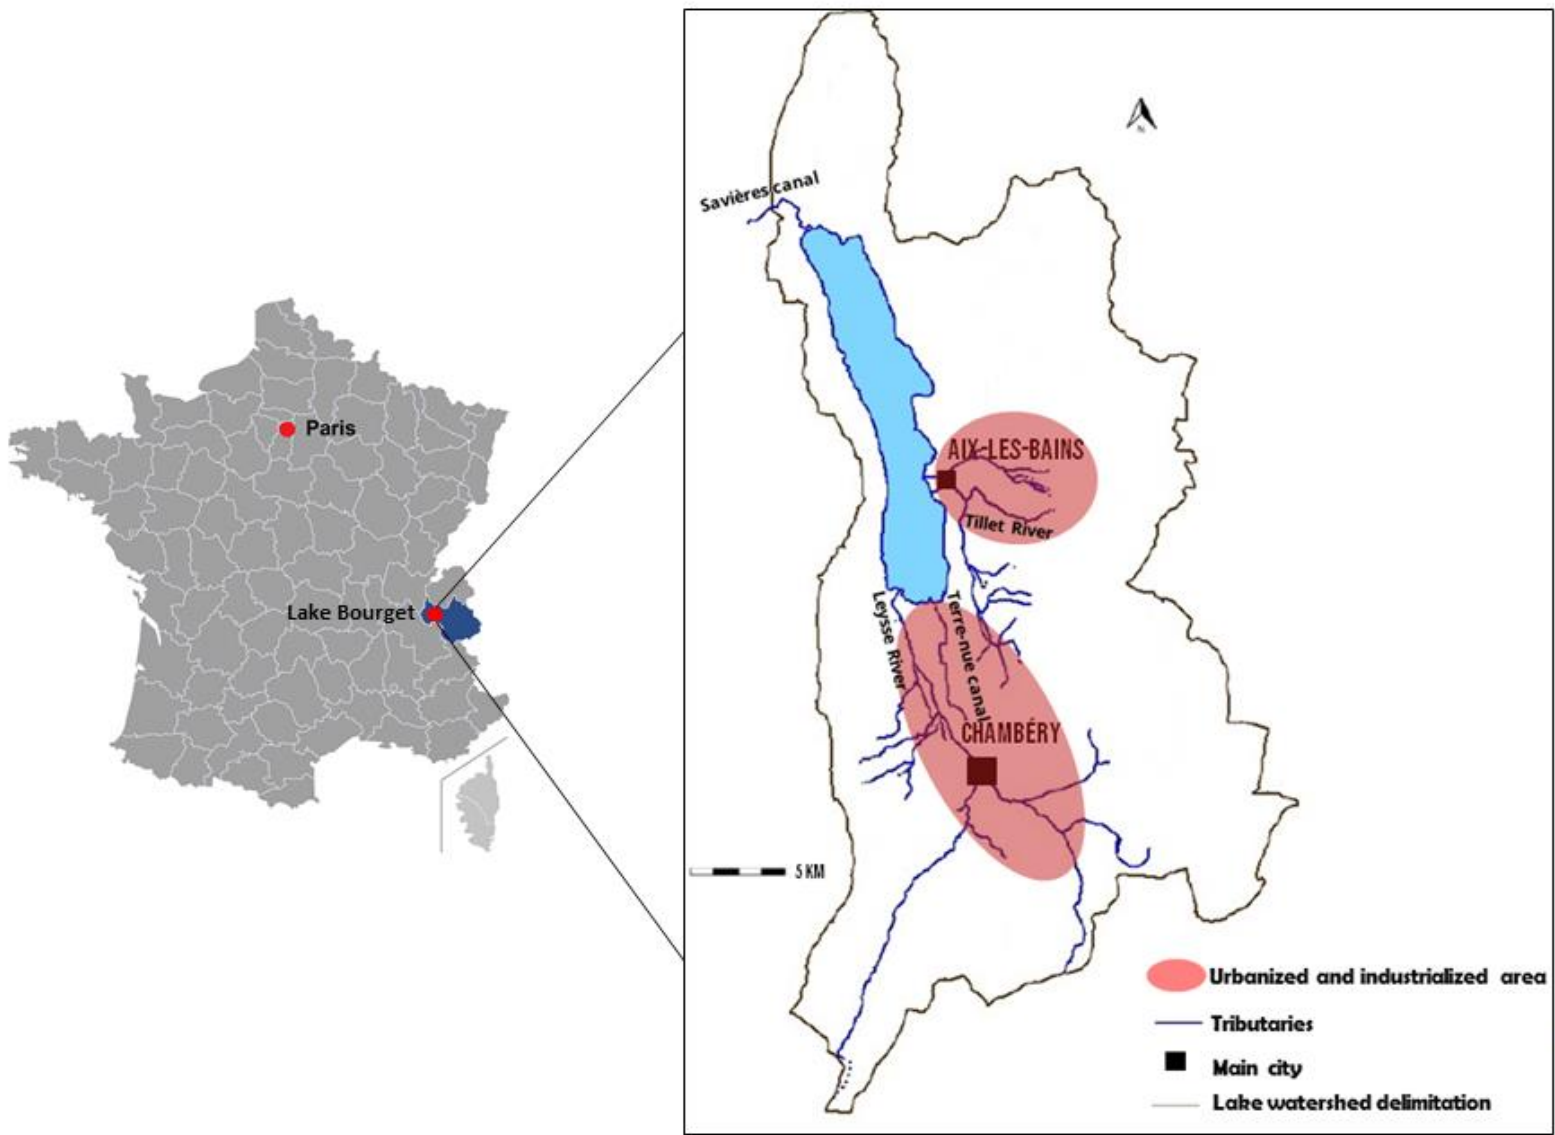 Paris
Lake Bourget
Savières canal
N
AIX-LES-BAINS
Tillet River
Leysse River
Terre-nue canal
CHAMBÉRY
5 KM
Urbanized and industrialized area
Tributaries
Main city
Lake watershed delimitation